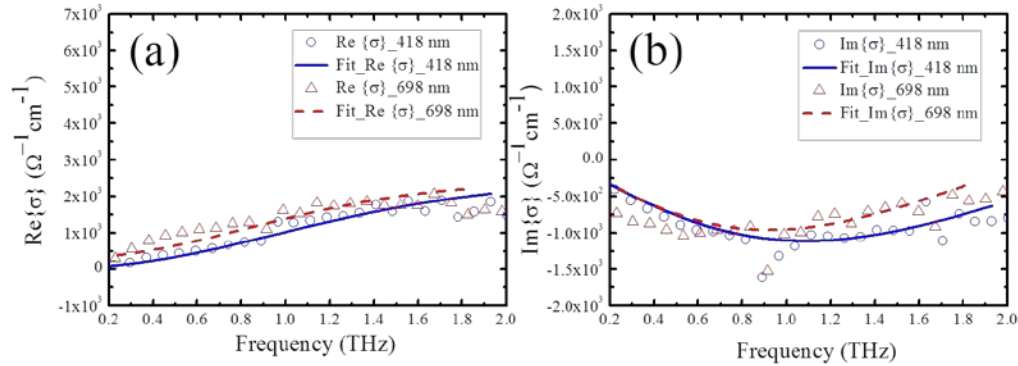 (a)
Re {σ}_418 nm
Fit_Re {σ}_418 nm
Re {σ}_698 nm
Fit_Re {σ}_698 nm
7x10³
6x10³
5x10³
4x10³
3x10³
2x10³
1x10³
0
-1x10³
Re{σ} (Ω⁻¹ cm⁻¹)
0.2 0.4 0.6 0.8 1.0 1.2 1.4 1.6 1.8 2.0
Frequency (THz)
(b)
Im{σ}_418 nm
Fit_Im{σ}_418 nm
Im{σ}_698 nm
Fit_Im{σ}_698 nm
2.0x10³
1.5x10³
1.0x10³
5.0x10²
0.0
-5.0x10²
-1.0x10³
-1.5x10³
-2.0x10³
Im{σ} (Ω⁻¹ cm⁻¹)
0.2 0.4 0.6 0.8 1.0 1.2 1.4 1.6 1.8 2.0
Frequency (THz)